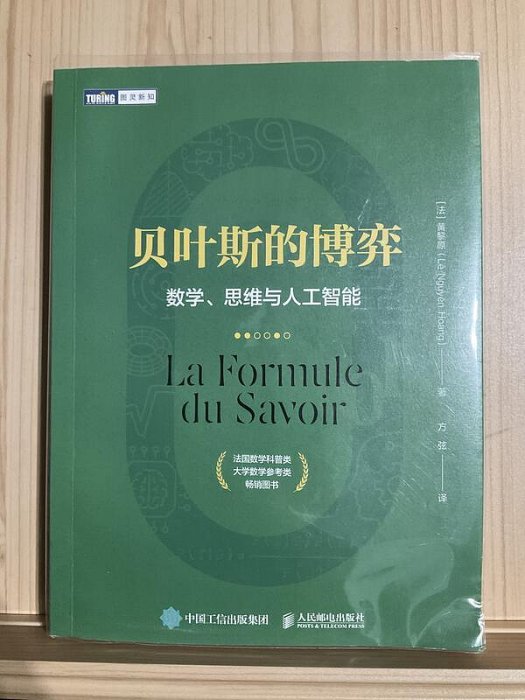 TURING 图灵新知
贝叶斯的博弈
数学、思维与人工智能
La Formule
du Savoir
法国数学科普类
大学数学参考类
畅销图书
[法]黄黎原(Lê Nguyên Hoang)——著 方弦——译
中国工信出版集团
人民邮电出版社
POSTS & TELECOM PRESS